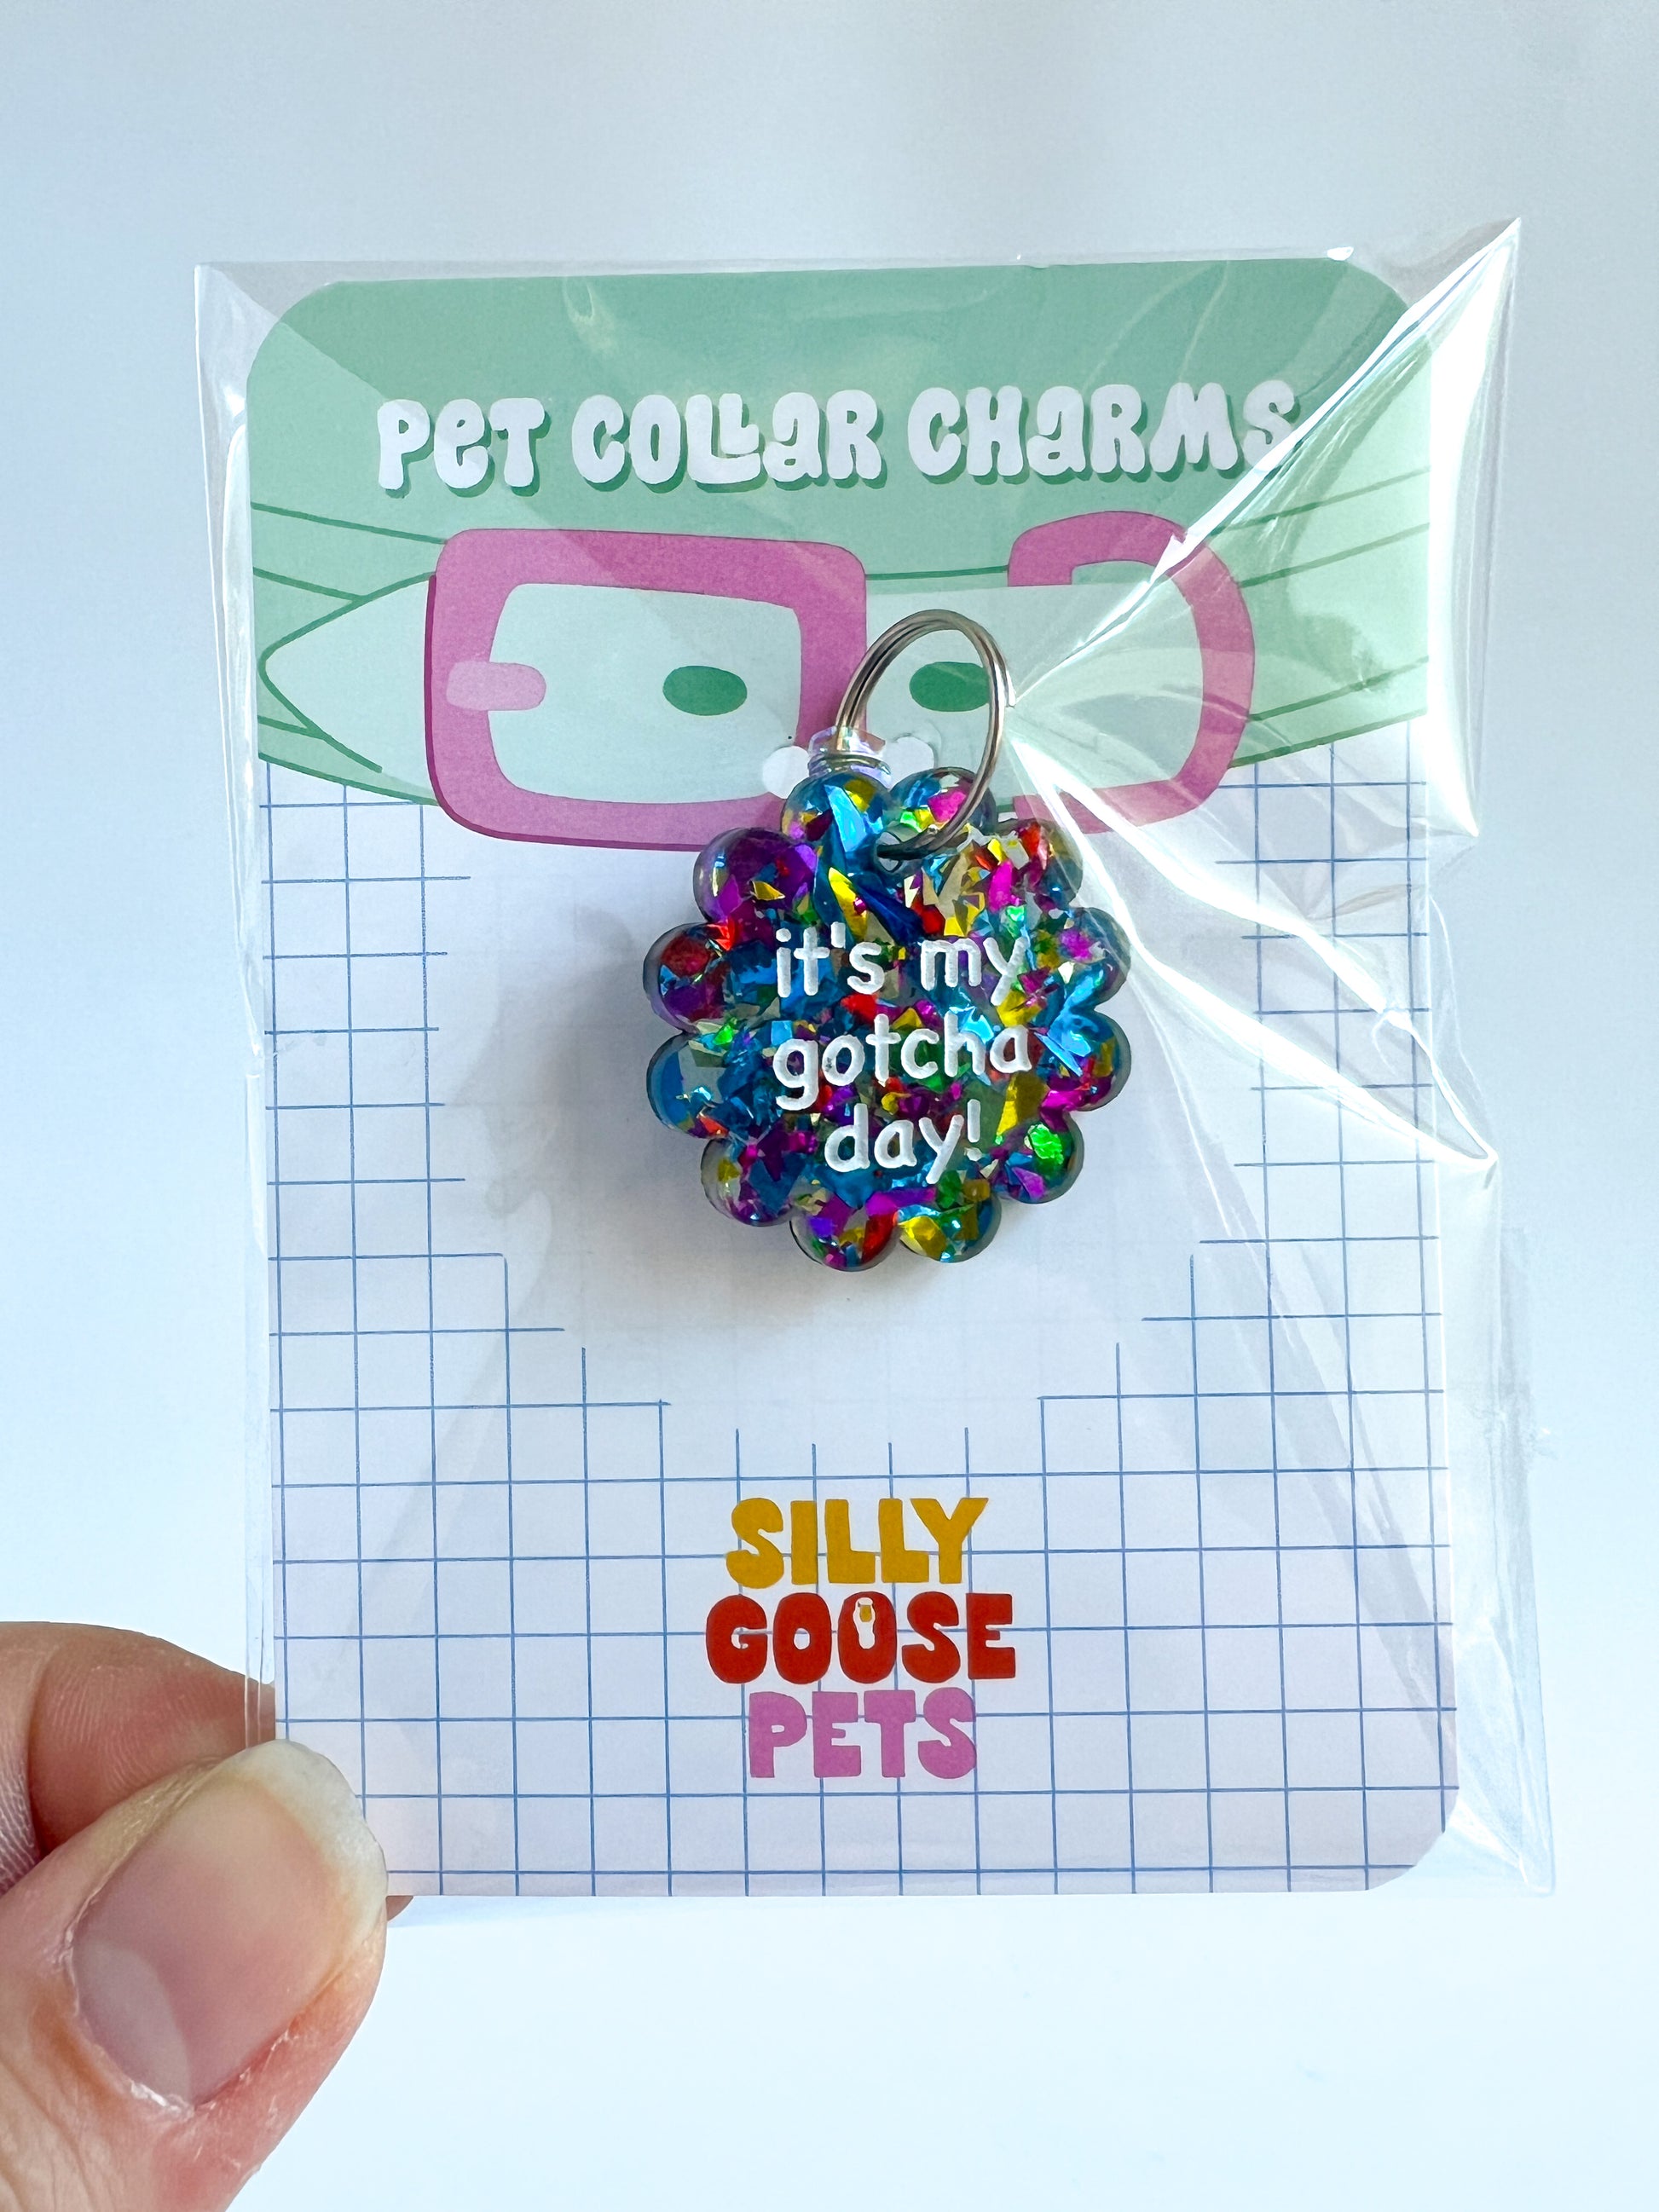 PET COLLAR CHARMS
it's my
gotcha
day!
SILLY
GOOSE
PETS